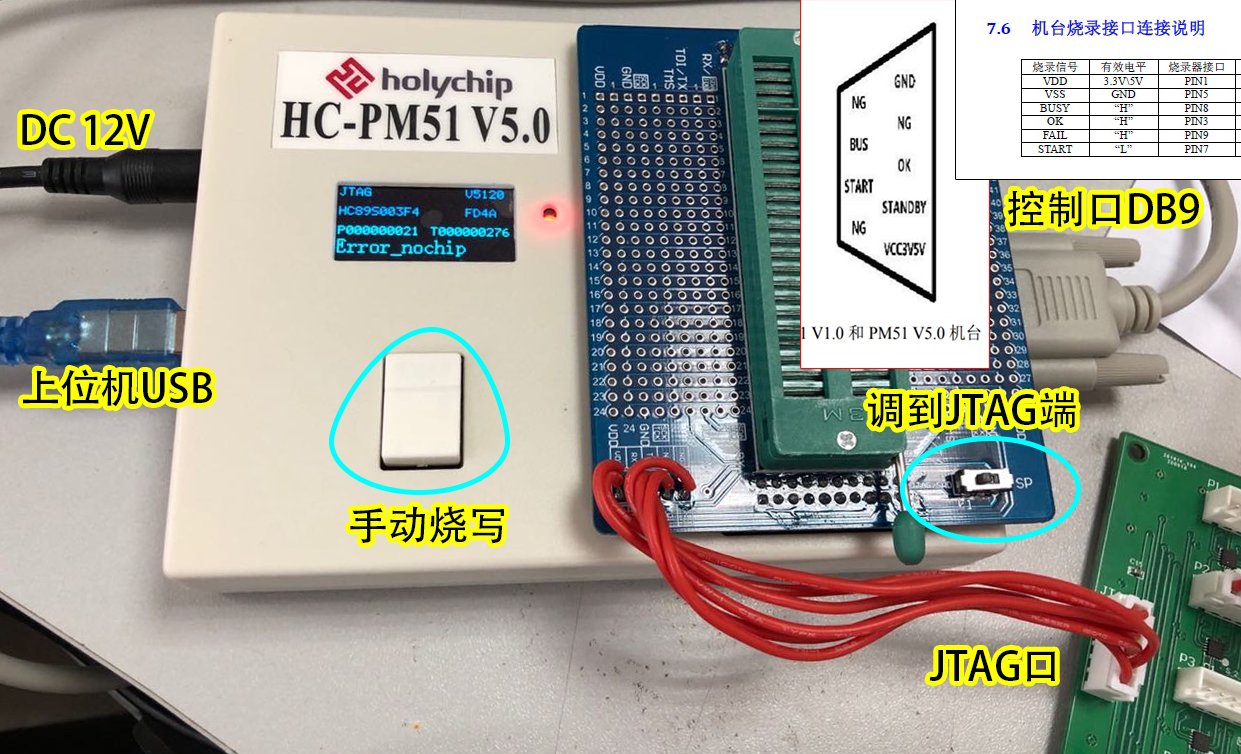 holychip
HC-PM51 V5.0
DC 12V
JTAG V5120
HC89S003F4 FD4A
P000000021 T000000276
Error_nochip
上位机USB
手动烧写
VDD
GND
TMS
TDI/TX
GND
NG
NG
BUS
OK
START
STANDBY
NG
VCC3V5V
1 V1.0 和 PM51 V5.0 机台
7.6 机台烧录接口连接说明
烧录信号 有效电平 烧录器接口
VDD 3.3V\5V PIN1
VSS GND PIN5
BUSY “H” PIN8
OK “H” PIN3
FAIL “H” PIN9
START “L” PIN7
控制口DB9
调到JTAG端
SP
JTAG口
P1
P2
P3